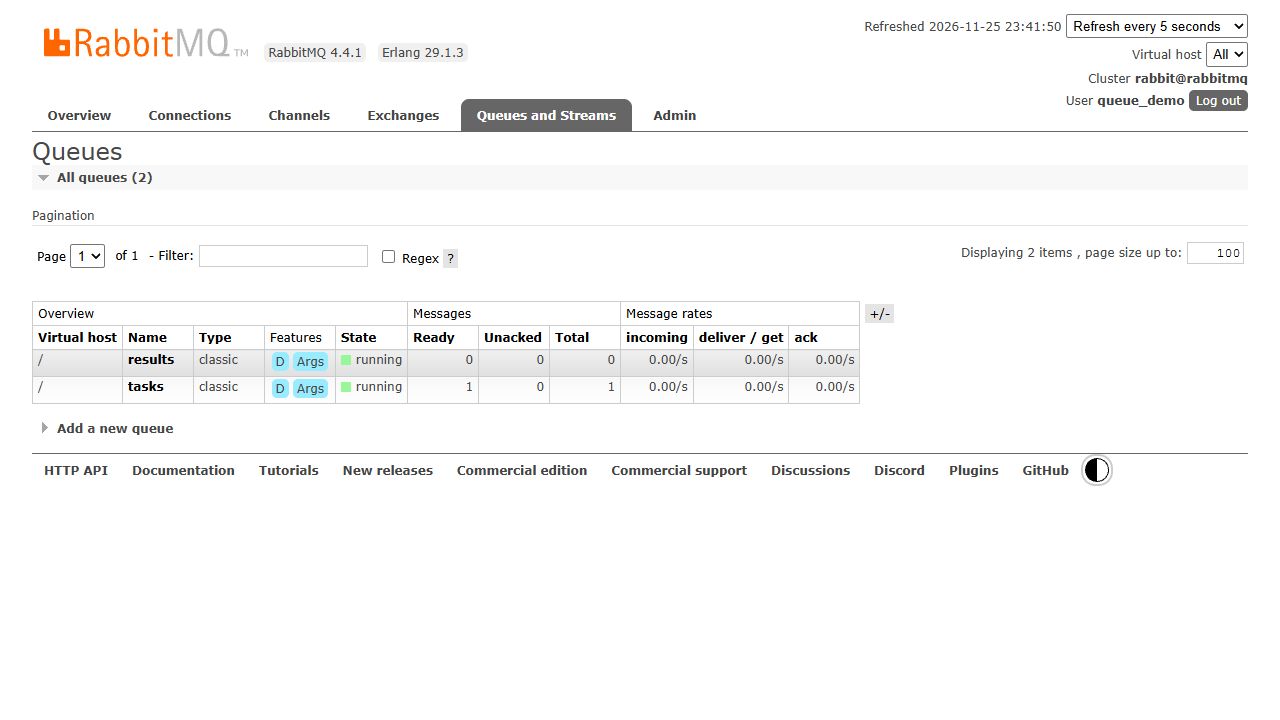 RabbitMQ TM RabbitMQ 4.4.1 Erlang 29.1.3
Refreshed 2026-11-25 23:41:50 Refresh every 5 seconds
Virtual host All
Cluster rabbit@rabbitmq
User queue_demo Log out
Overview Connections Channels Exchanges Queues and Streams Admin
Queues
All queues (2)
Pagination
Page 1 of 1 - Filter: Regex ? Displaying 2 items , page size up to: 100
Overview Messages Message rates +/-
Virtual host Name Type Features State Ready Unacked Total incoming deliver / get ack
/ results classic D Args running 0 0 0 0.00/s 0.00/s 0.00/s
/ tasks classic D Args running 1 0 1 0.00/s 0.00/s 0.00/s
Add a new queue
HTTP API Documentation Tutorials New releases Commercial edition Commercial support Discussions Discord Plugins GitHub